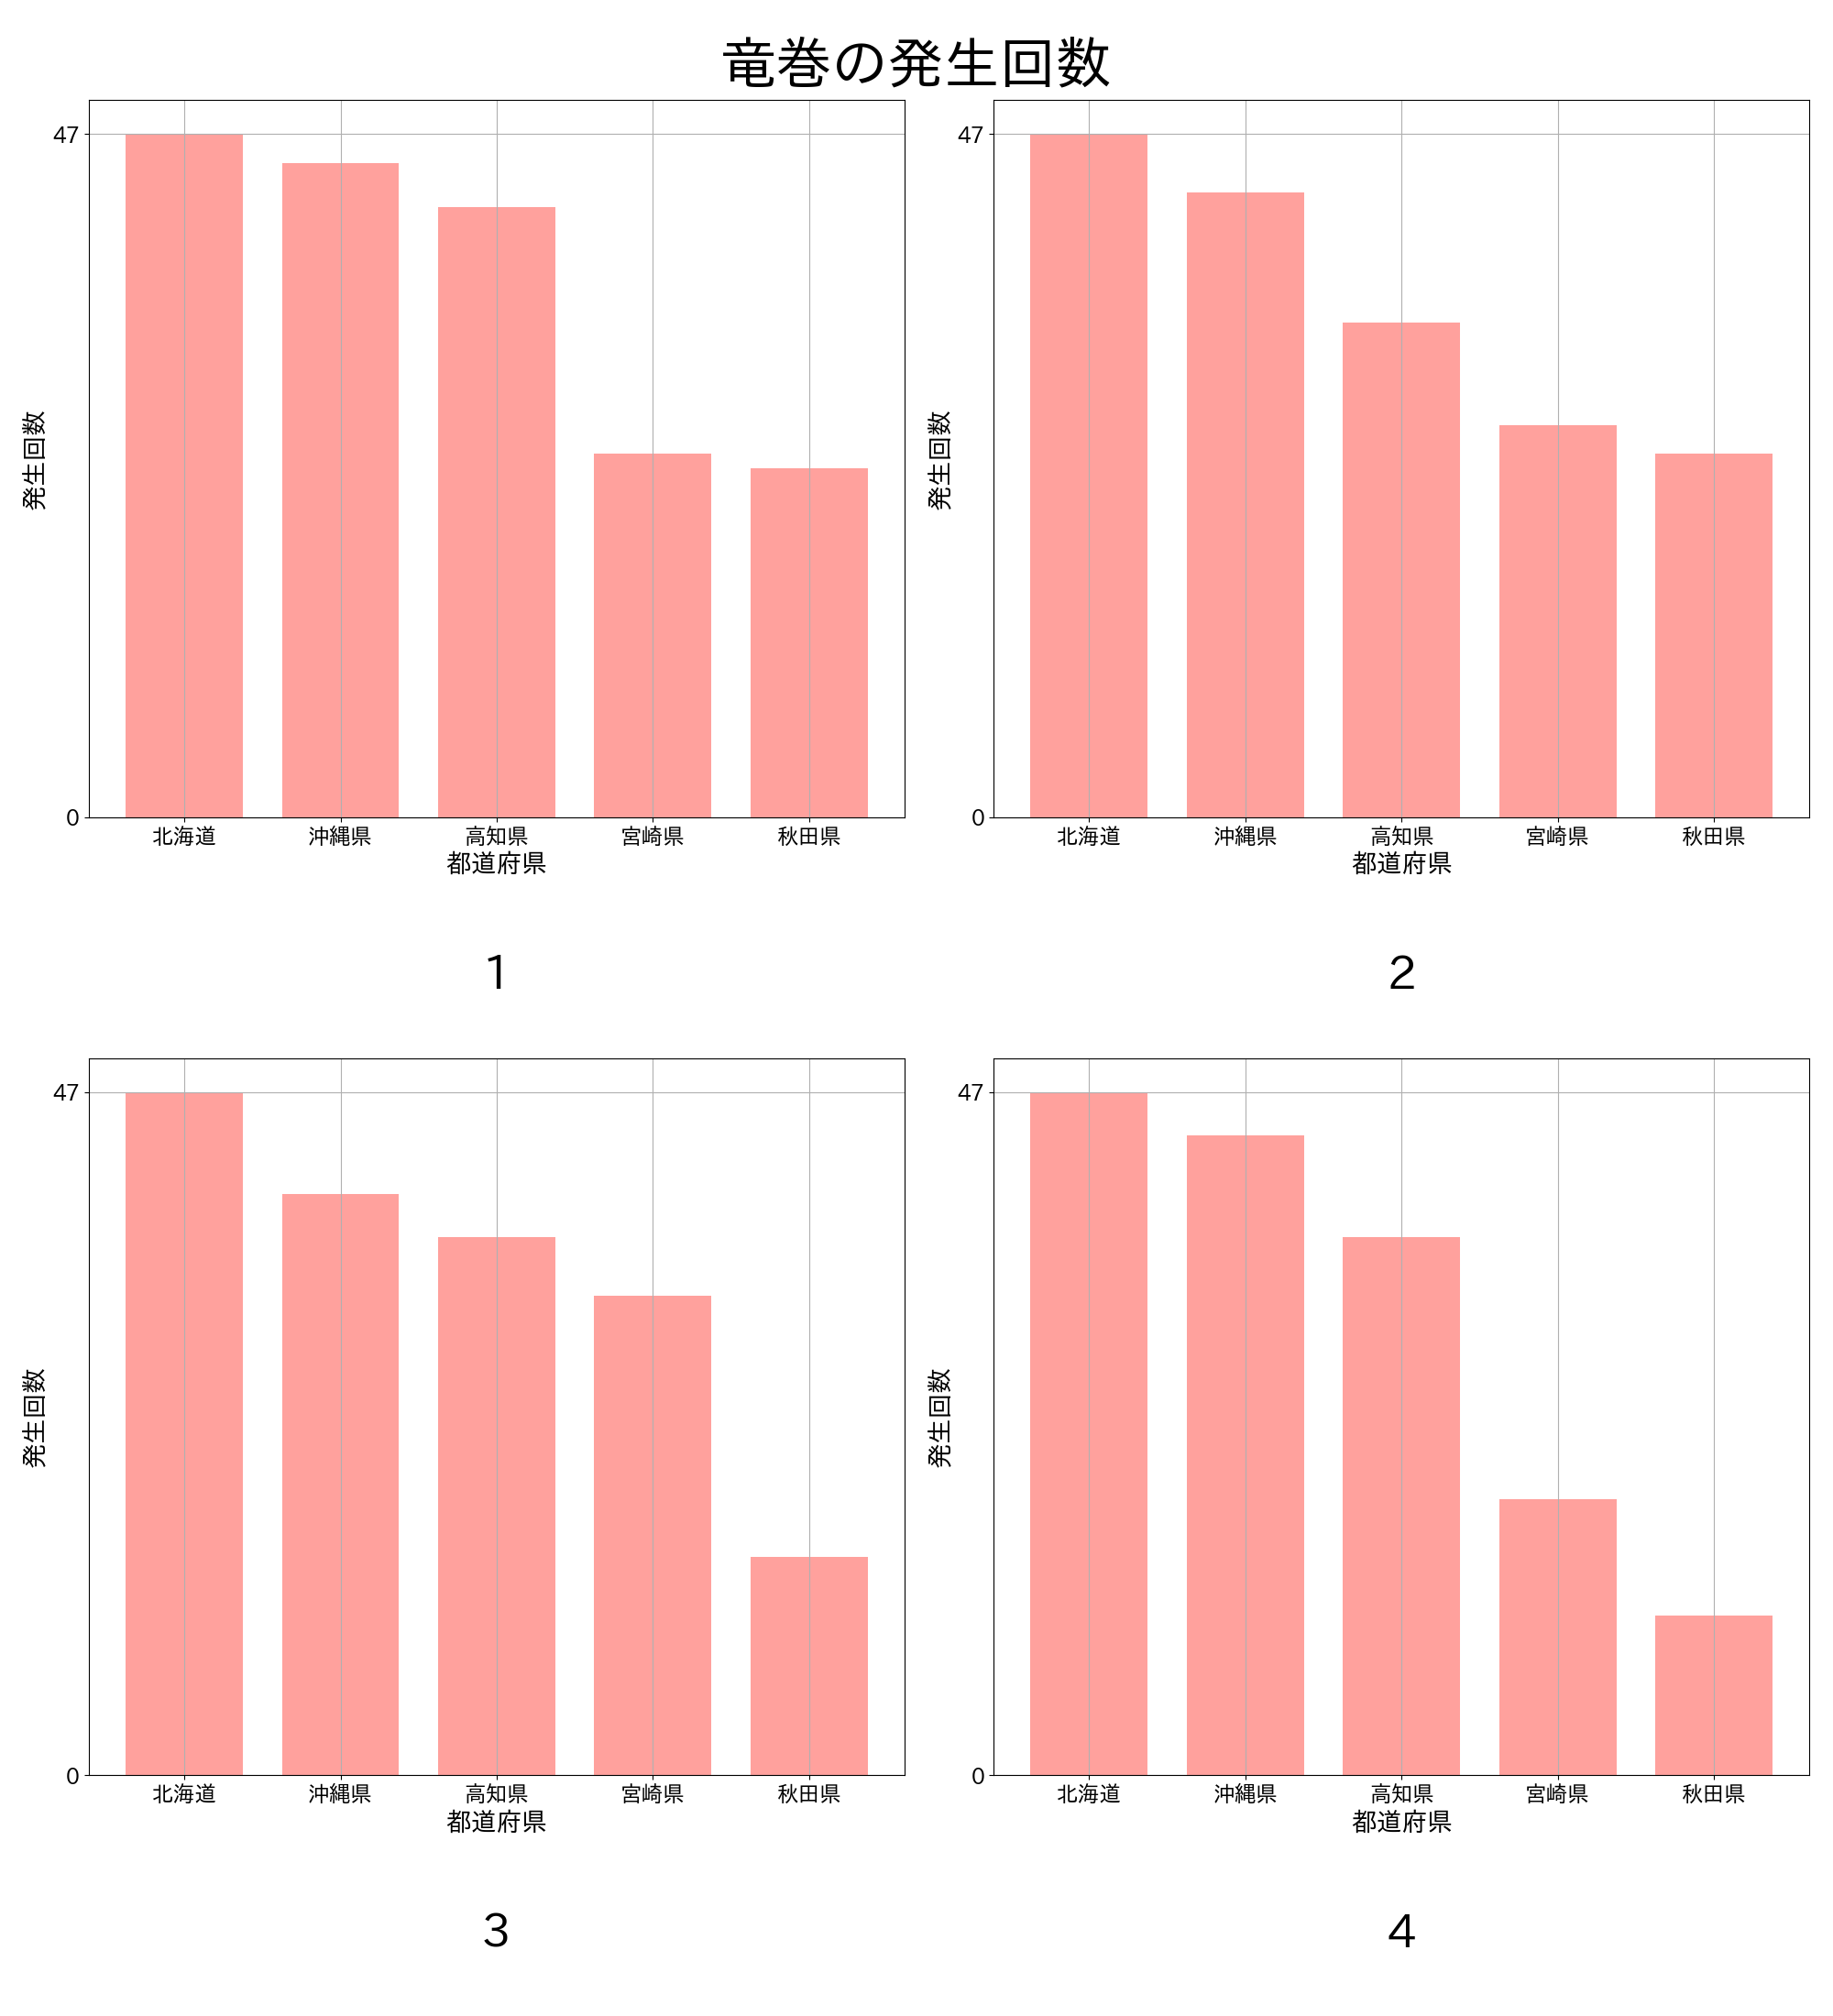 竜巻の発生回数
47
0
発生回数
北海道 沖縄県 高知県 宮崎県 秋田県
都道府県
1
47
0
発生回数
北海道 沖縄県 高知県 宮崎県 秋田県
都道府県
2
47
0
発生回数
北海道 沖縄県 高知県 宮崎県 秋田県
都道府県
3
47
0
発生回数
北海道 沖縄県 高知県 宮崎県 秋田県
都道府県
4